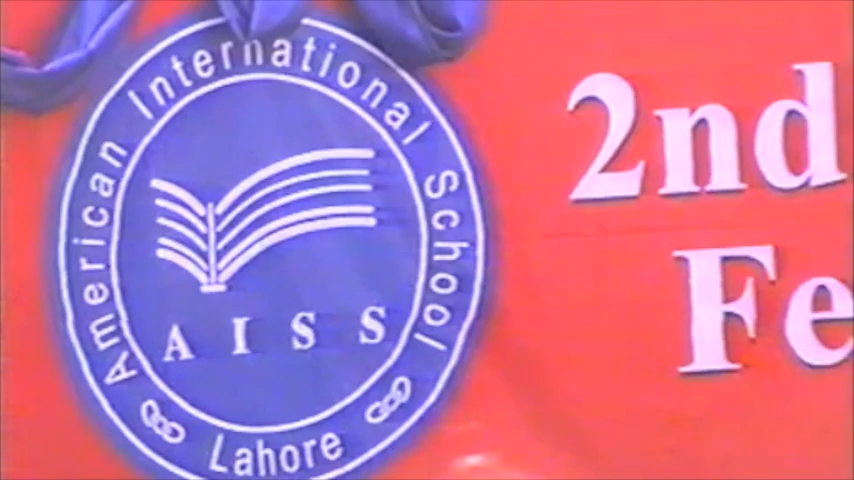 American International School
AISS
Lahore
2nd
Fe